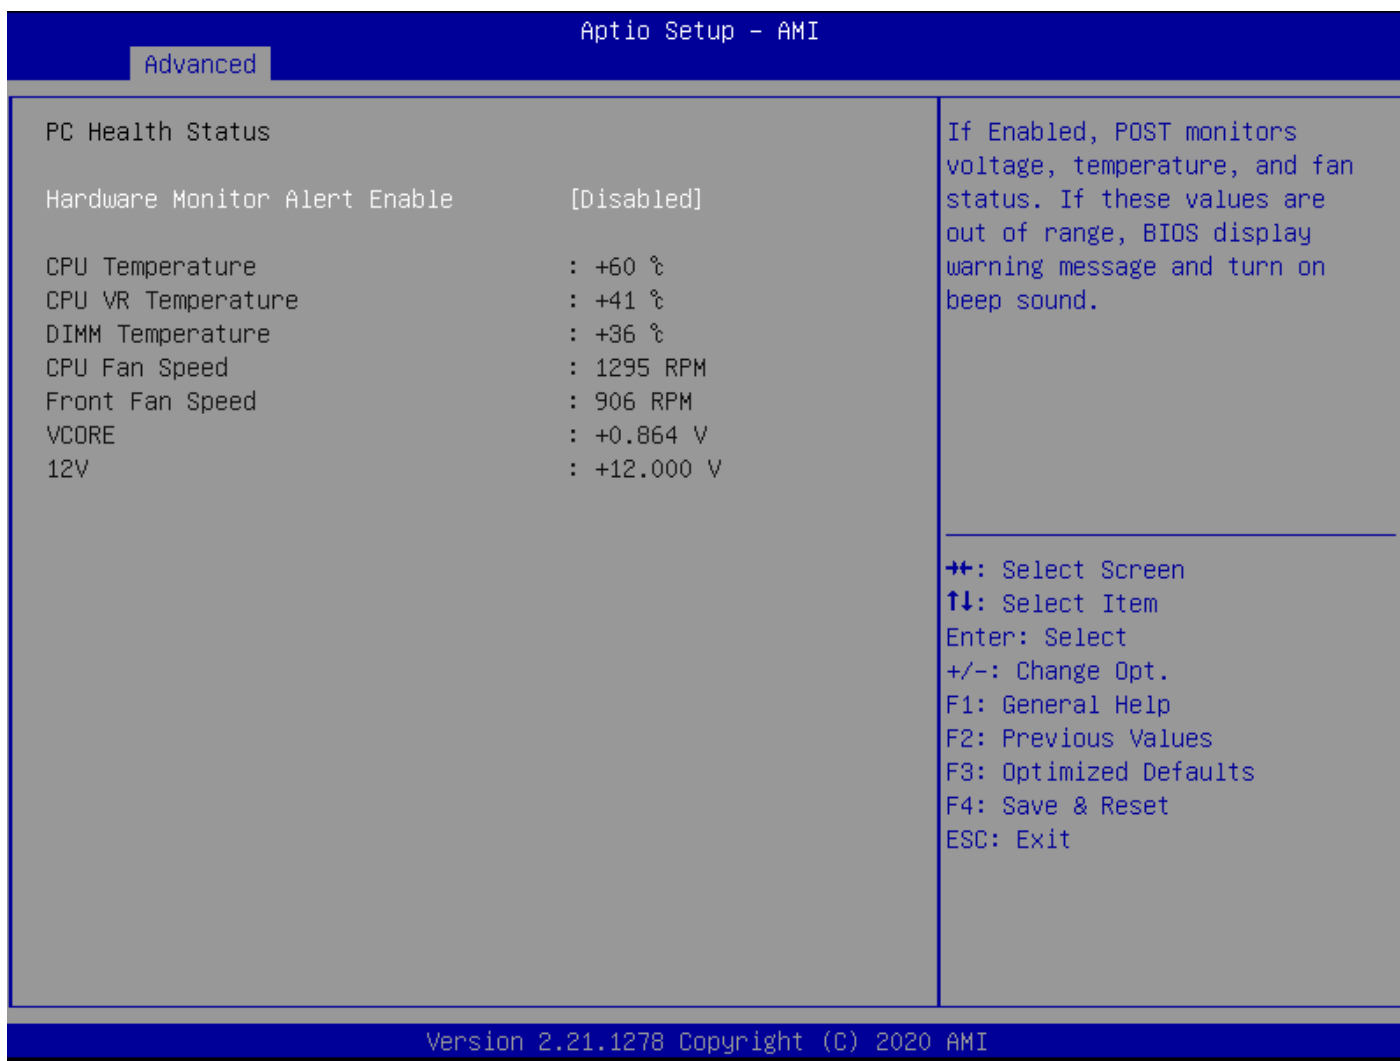 Aptio Setup – AMI
Advanced
PC Health Status
Hardware Monitor Alert Enable [Disabled]
CPU Temperature : +60 ℃
CPU VR Temperature : +41 ℃
DIMM Temperature : +36 ℃
CPU Fan Speed : 1295 RPM
Front Fan Speed : 906 RPM
VCORE : +0.864 V
12V : +12.000 V
If Enabled, POST monitors
voltage, temperature, and fan
status. If these values are
out of range, BIOS display
warning message and turn on
beep sound.
→←: Select Screen
↑↓: Select Item
Enter: Select
+/-: Change Opt.
F1: General Help
F2: Previous Values
F3: Optimized Defaults
F4: Save & Reset
ESC: Exit
Version 2.21.1278 Copyright (C) 2020 AMI